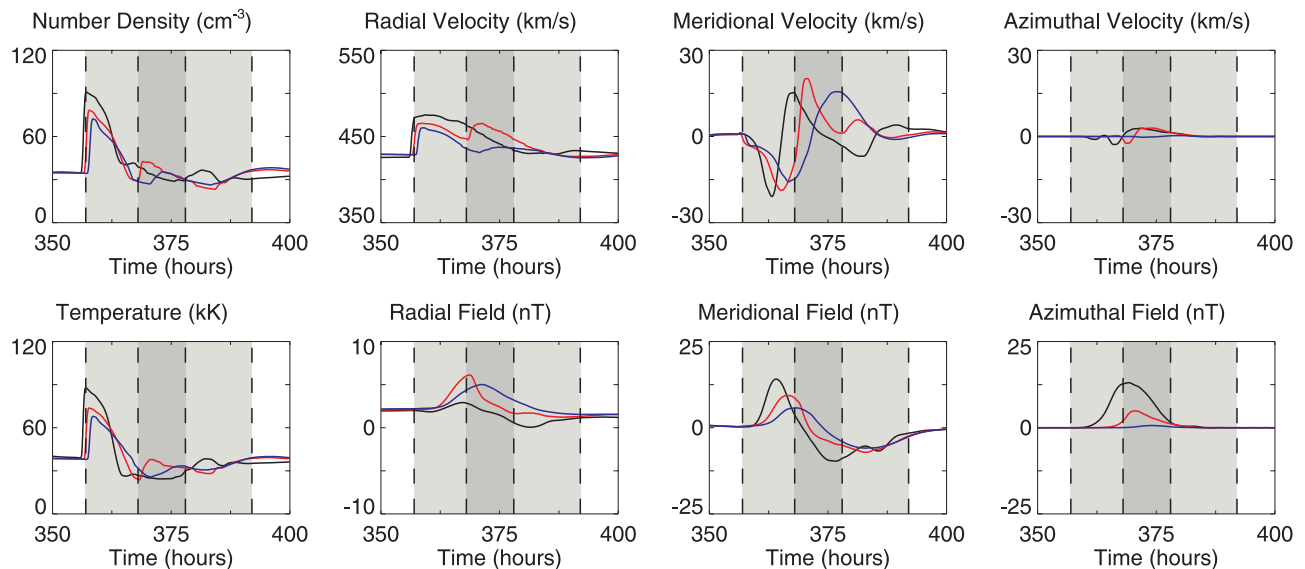 Number Density (cm-3)
Radial Velocity (km/s)
Meridional Velocity (km/s)
Azimuthal Velocity (km/s)
120
60
0
350 375 400
Time (hours)
550
450
350
350 375 400
Time (hours)
30
0
-30
350 375 400
Time (hours)
30
0
-30
350 375 400
Time (hours)
Temperature (kK)
Radial Field (nT)
Meridional Field (nT)
Azimuthal Field (nT)
120
60
0
350 375 400
Time (hours)
10
0
-10
350 375 400
Time (hours)
25
0
-25
350 375 400
Time (hours)
25
0
-25
350 375 400
Time (hours)